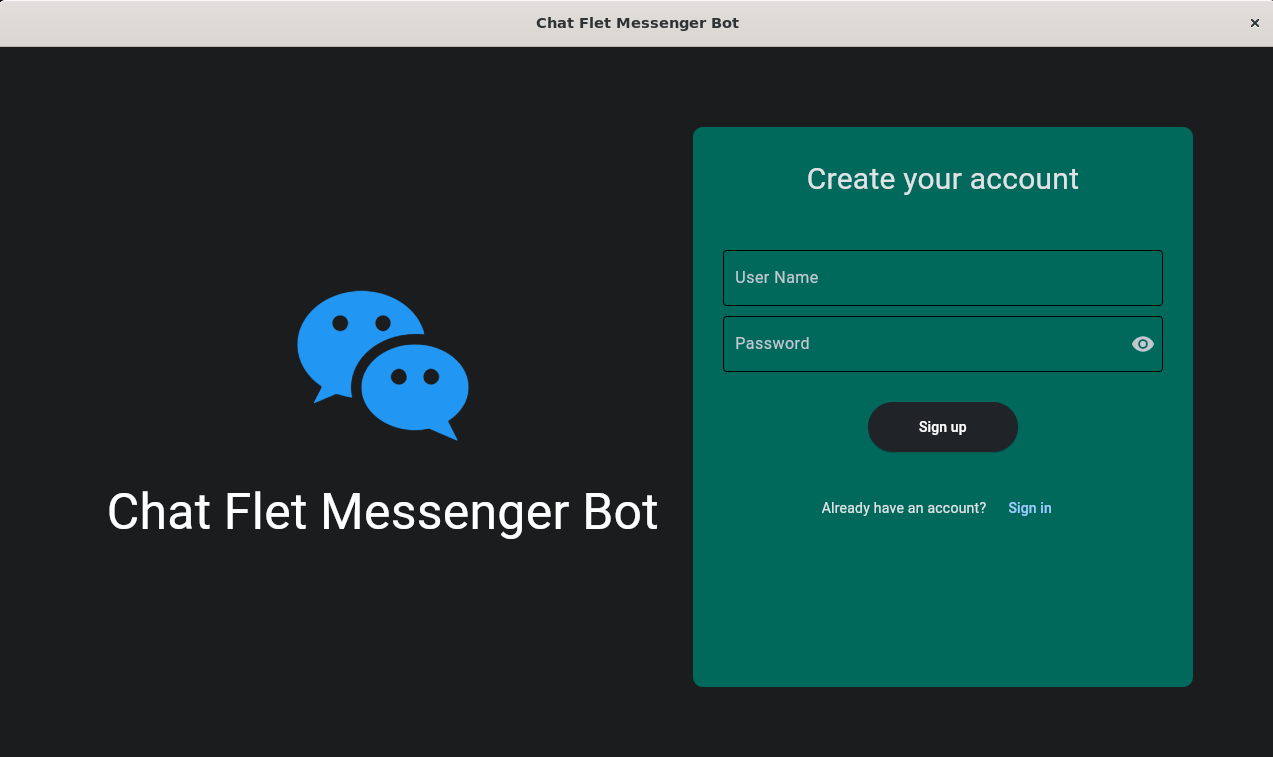 Chat Flet Messenger Bot
Chat Flet Messenger Bot
Create your account
User Name
Password
Sign up
Already have an account? Sign in